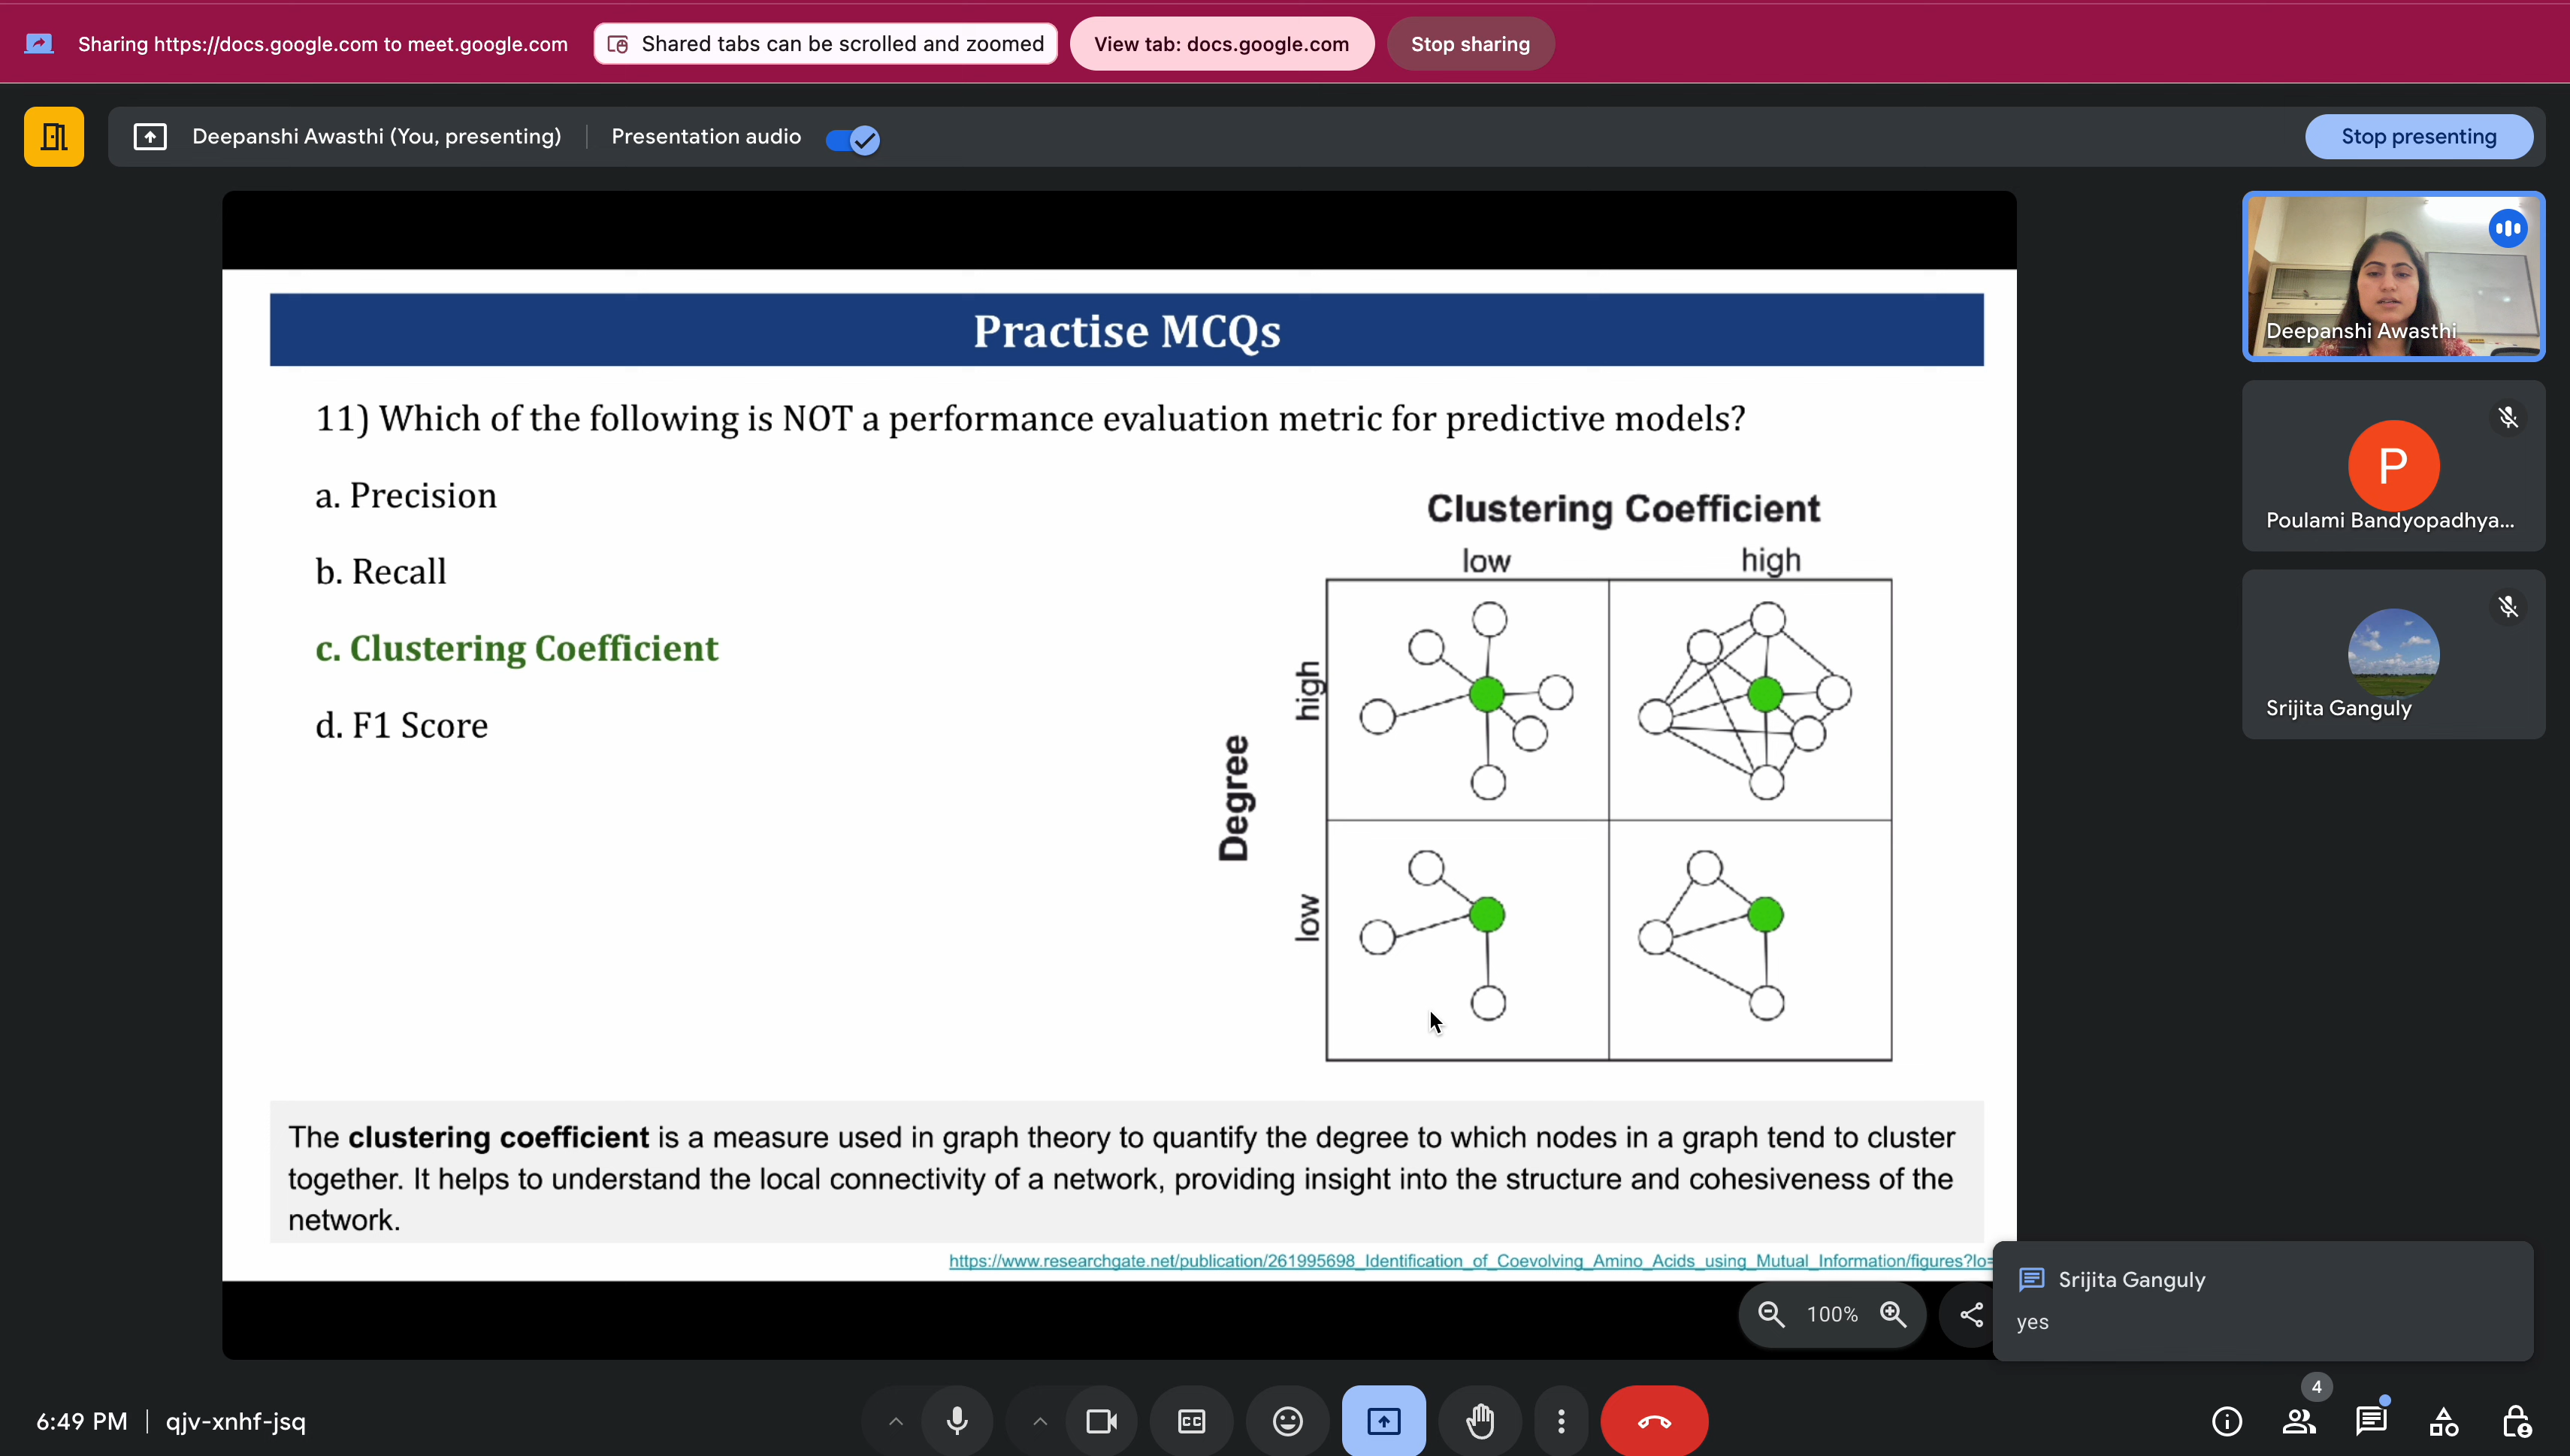 Sharing https://docs.google.com to meet.google.com
Shared tabs can be scrolled and zoomed
View tab: docs.google.com
Stop sharing
Deepanshi Awasthi (You, presenting)
Presentation audio
Stop presenting
Practise MCQs
11) Which of the following is NOT a performance evaluation metric for predictive models?
a. Precision
b. Recall
c. Clustering Coefficient
d. F1 Score
Clustering Coefficient
low
high
Degree
high
low
The clustering coefficient is a measure used in graph theory to quantify the degree to which nodes in a graph tend to cluster
together. It helps to understand the local connectivity of a network, providing insight into the structure and cohesiveness of the
network.
https://www.researchgate.net/publication/261995698_Identification_of_Coevolving_Amino_Acids_using_Mutual_Information/figures?lo=
Deepanshi Awasthi
P
Poulami Bandyopadhya...
Srijita Ganguly
100%
Srijita Ganguly
yes
6:49 PM
qjv-xnhf-jsq
CC
4